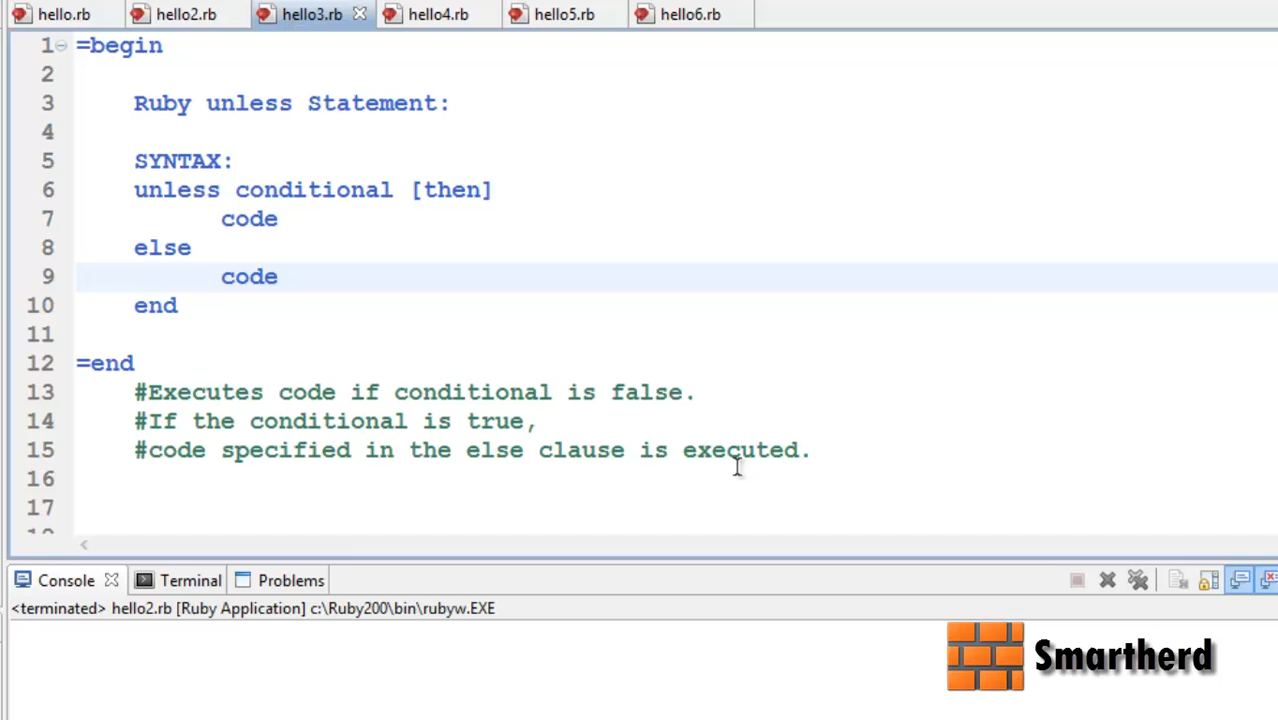 hello.rb hello2.rb hello3.rb hello4.rb hello5.rb hello6.rb
1 =begin
2
3 Ruby unless Statement:
4
5 SYNTAX:
6 unless conditional [then]
7 code
8 else
9 code
10 end
11
12 =end
13 #Executes code if conditional is false.
14 #If the conditional is true,
15 #code specified in the else clause is executed.
16
17
Console Terminal Problems
<terminated> hello2.rb [Ruby Application] c:\Ruby200\bin\rubyw.EXE
Smartherd